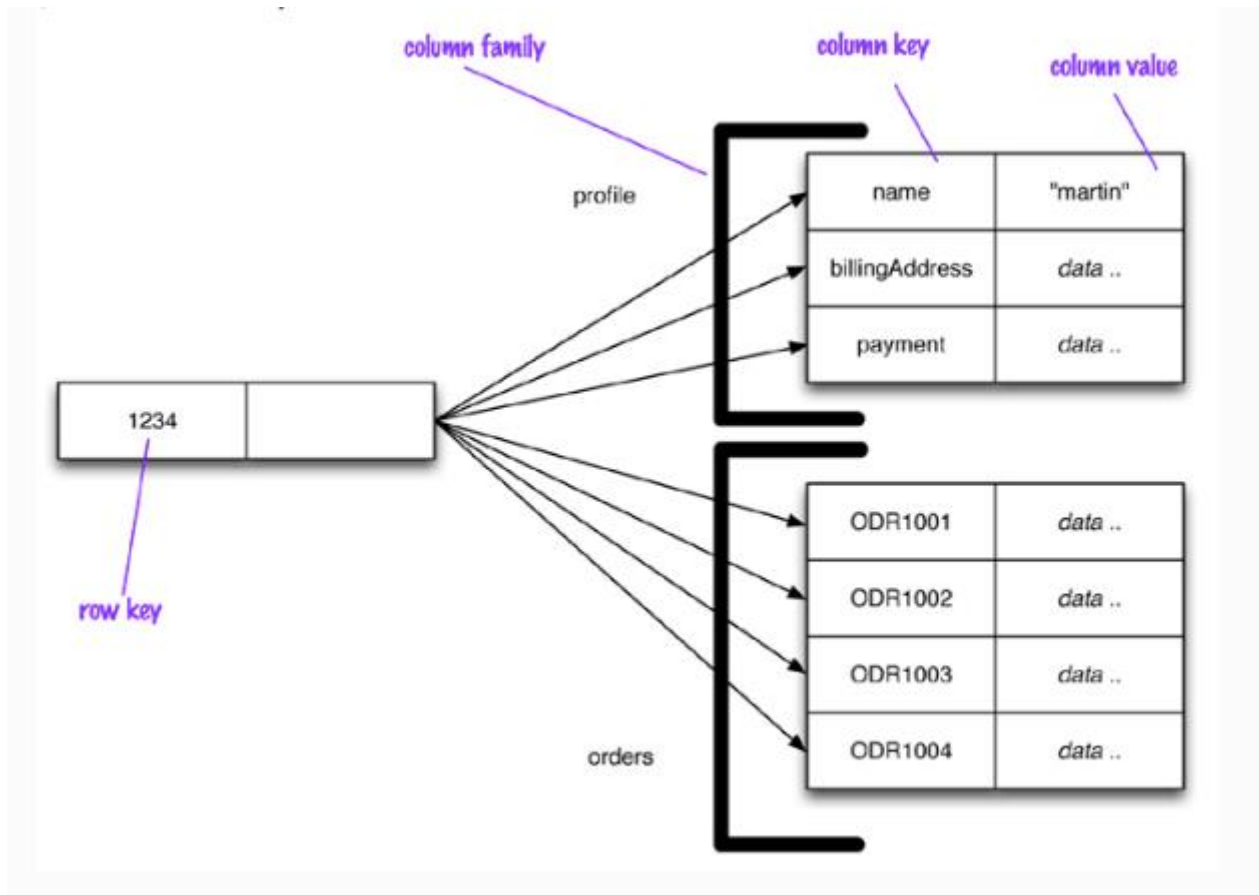 column family
column key
column value
profile
name "martin"
billingAddress data ..
payment data ..
1234
row key
ODR1001 data ..
ODR1002 data ..
ODR1003 data ..
ODR1004 data ..
orders